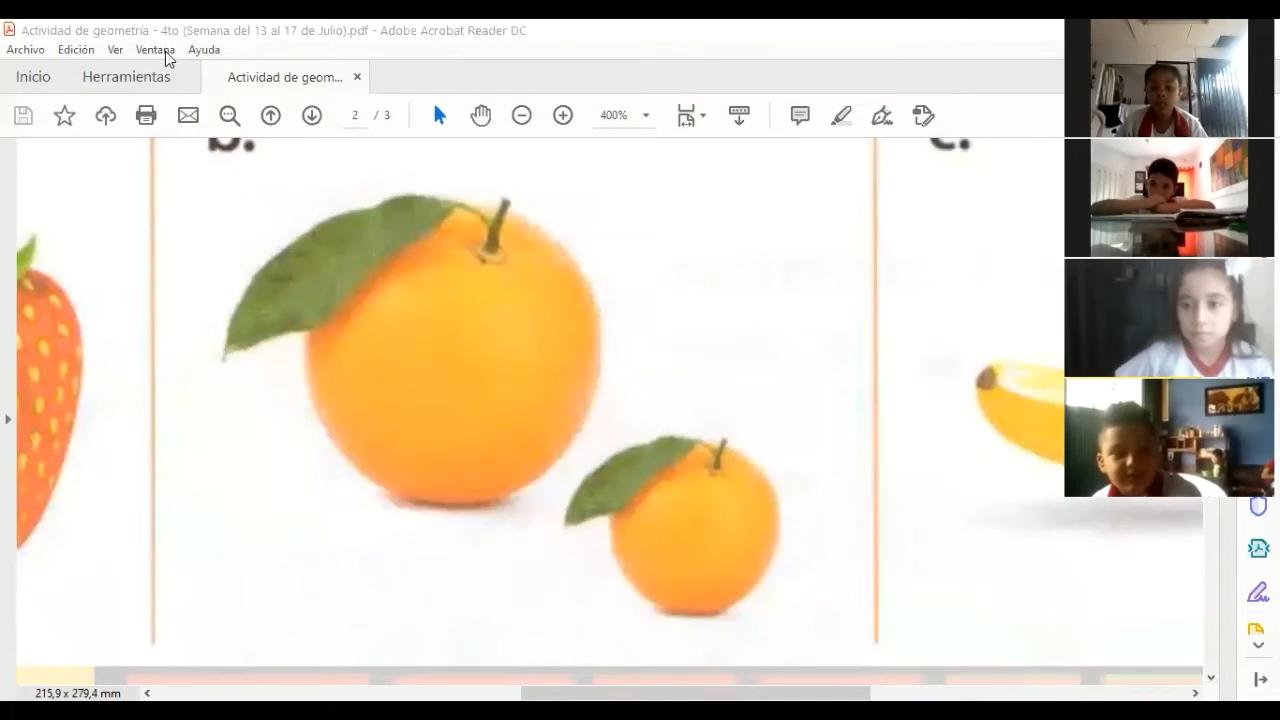 Actividad de geometría - 4to (Semana del 13 al 17 de Julio).pdf - Adobe Acrobat Reader DC
Archivo Edición Ver Ventana Ayuda
Inicio Herramientas Actividad de geom... ×
2 / 3 400%
b. c.
215,9 x 279,4 mm